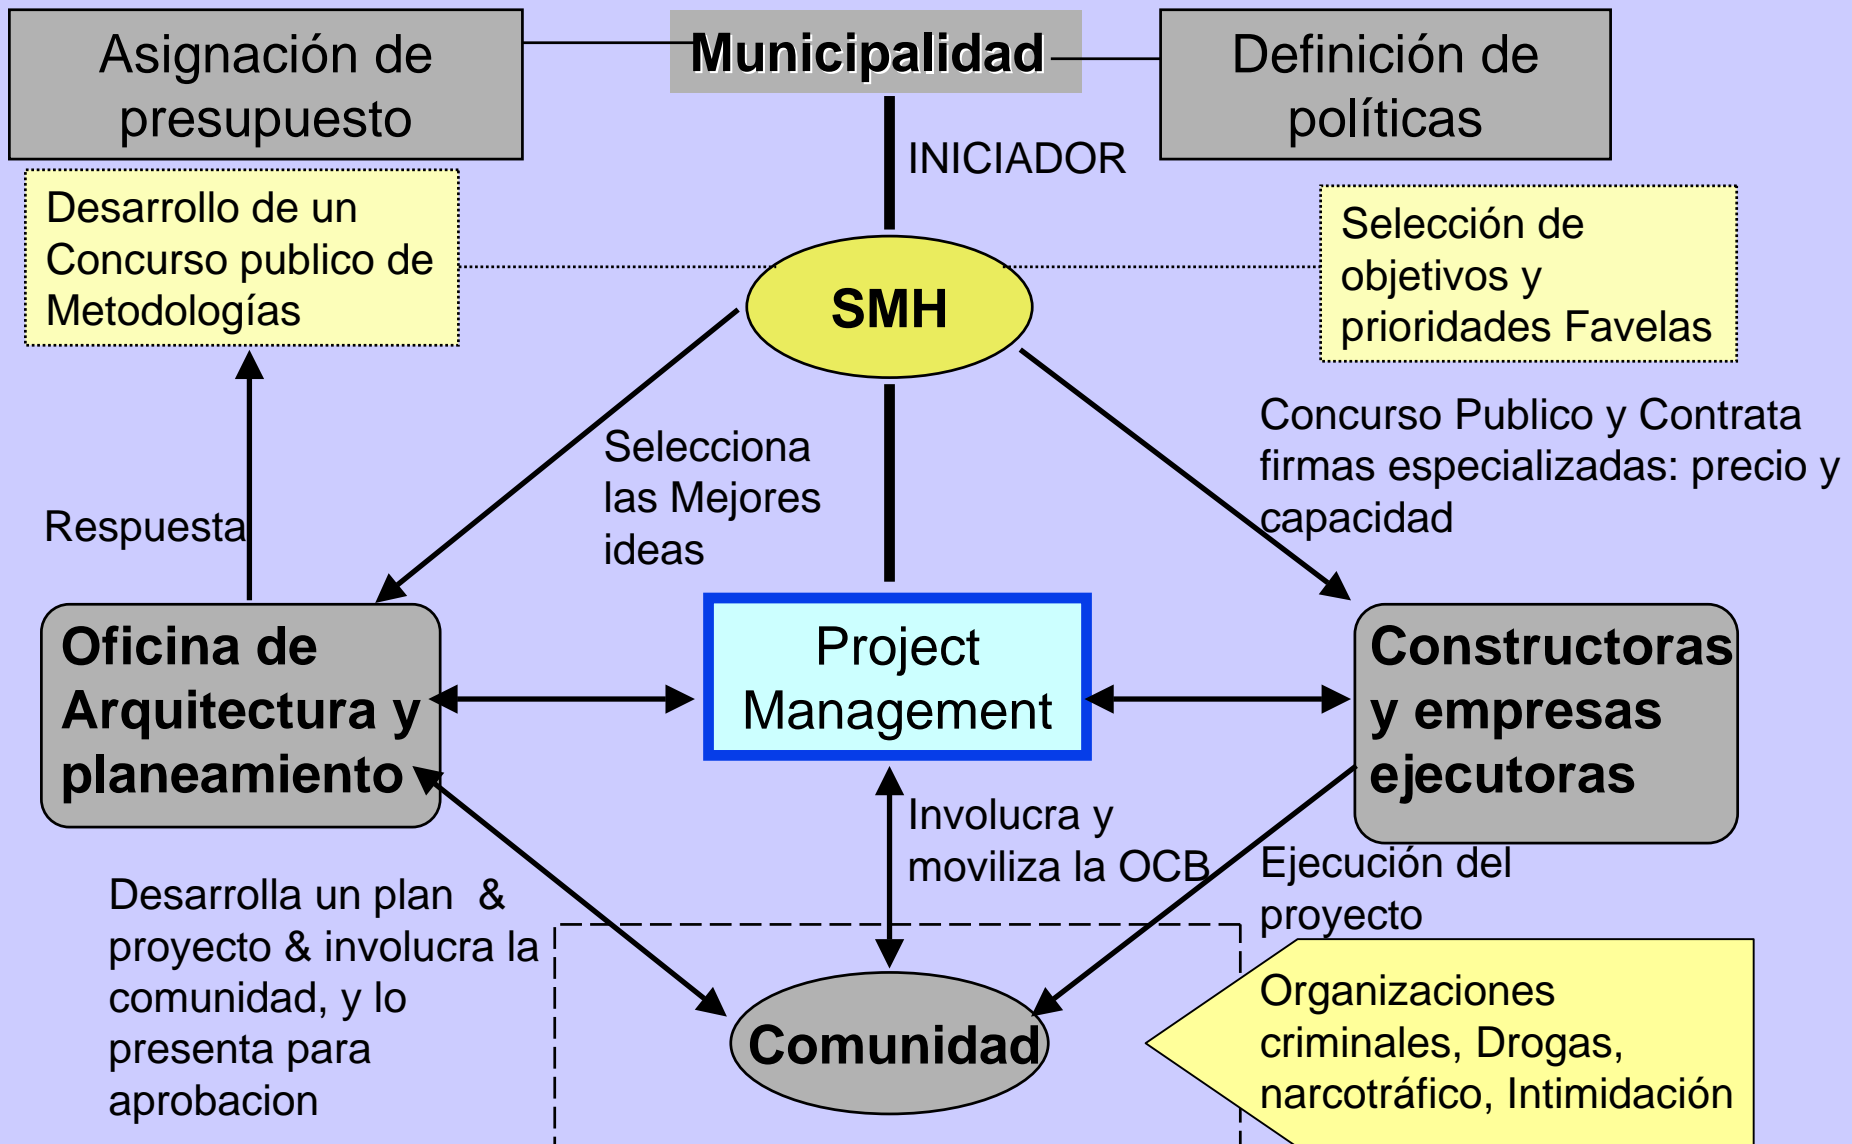 Asignación de
presupuesto
Municipalidad
Definición de
políticas
INICIADOR
Desarrollo de un
Concurso publico de
Metodologías
SMH
Selección de
objetivos y
prioridades Favelas
Selecciona
las Mejores
ideas
Concurso Publico y Contrata
firmas especializadas: precio y
capacidad
Respuesta
Oficina de
Arquitectura y
planeamiento
Project
Management
Constructoras
y empresas
ejecutoras
Involucra y
moviliza la OCB
Ejecución del
proyecto
Desarrolla un plan  &
proyecto & involucra la
comunidad, y lo
presenta para
aprobacion
Comunidad
Organizaciones
criminales, Drogas,
narcotráfico, Intimidación